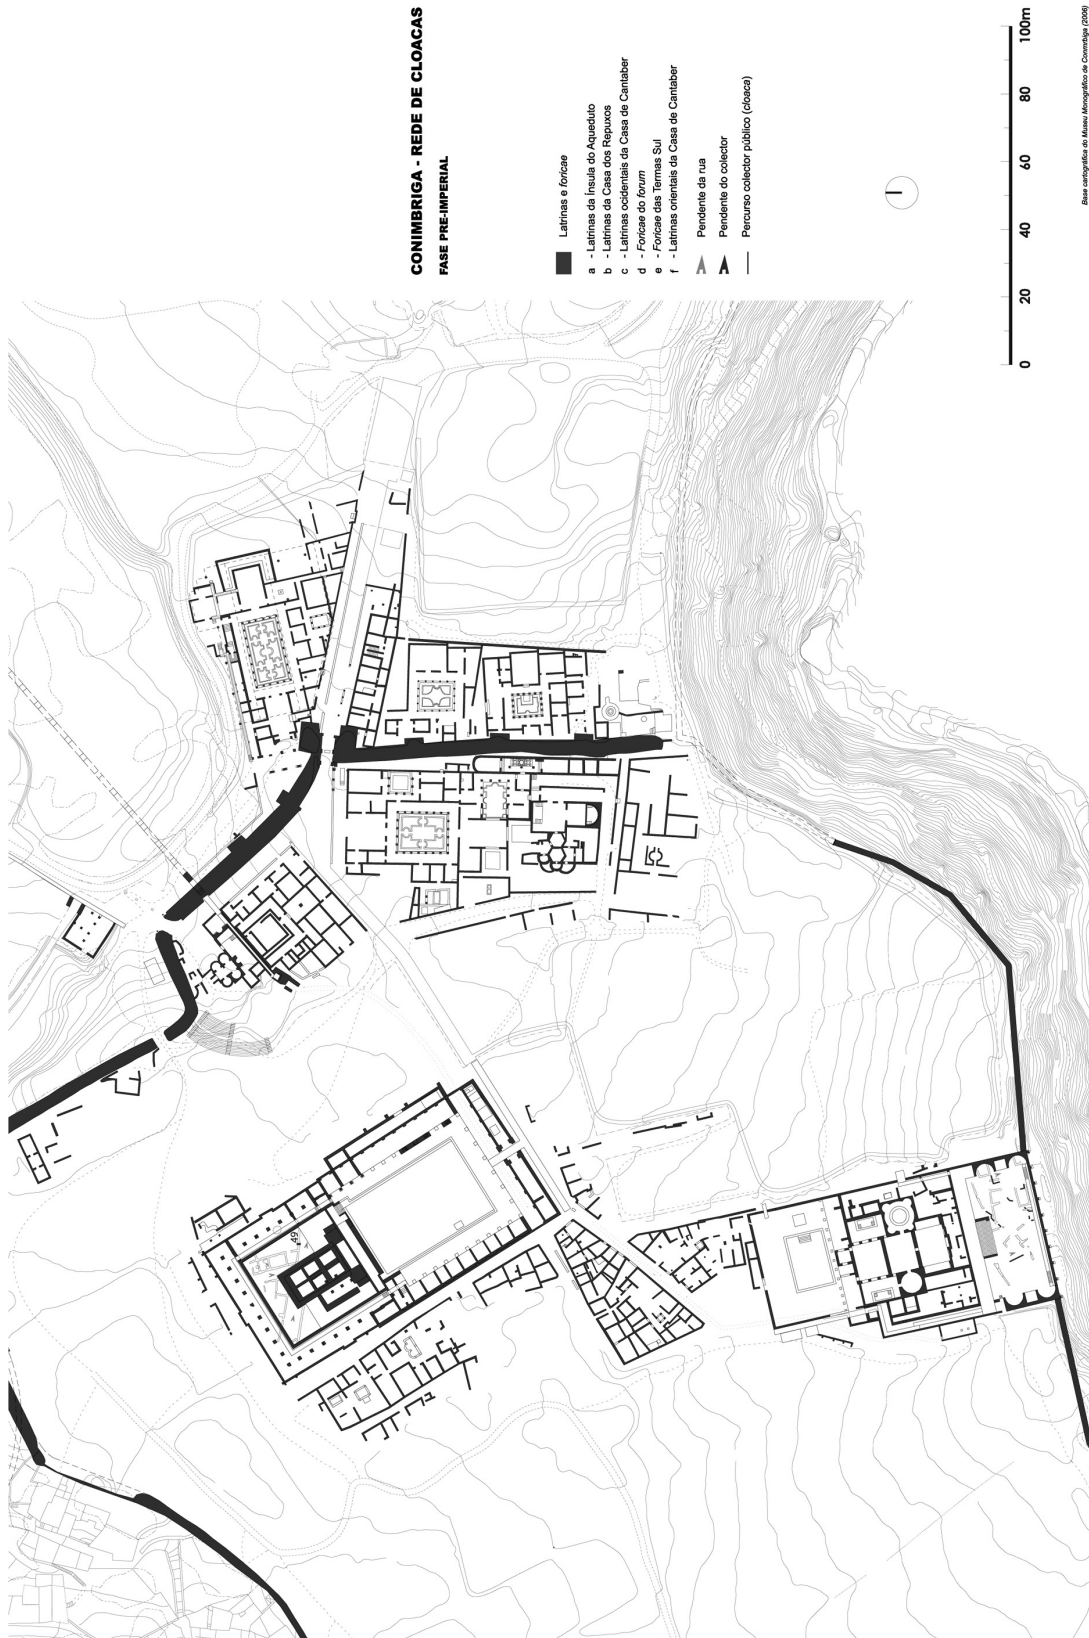 CONIMBRIGA - REDE DE CLOACAS
FASE PRE-IMPERIAL
Latrinas e foricae
a - Latrinas da Ínsula do Aqueduto
b - Latrinas da Casa dos Repuxos
c - Latrinas ocidentais da Casa de Cantaber
d - Foricae do forum
e - Foricae das Termas Sul
f - Latrinas orientais da Casa de Cantaber
Pendente da rua
Pendente do colector
Percurso colector público (cloaca)
0 20 40 60 80 100m
Base cartográfica do Museu Monográfico de Conimbriga (2006)
49